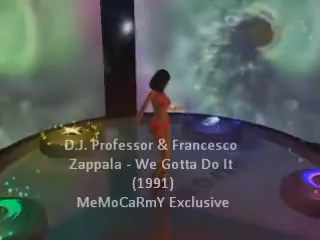 D.J. Professor & Francesco
Zappala - We Gotta Do It
(1991)
MeMoCaRmY Exclusive